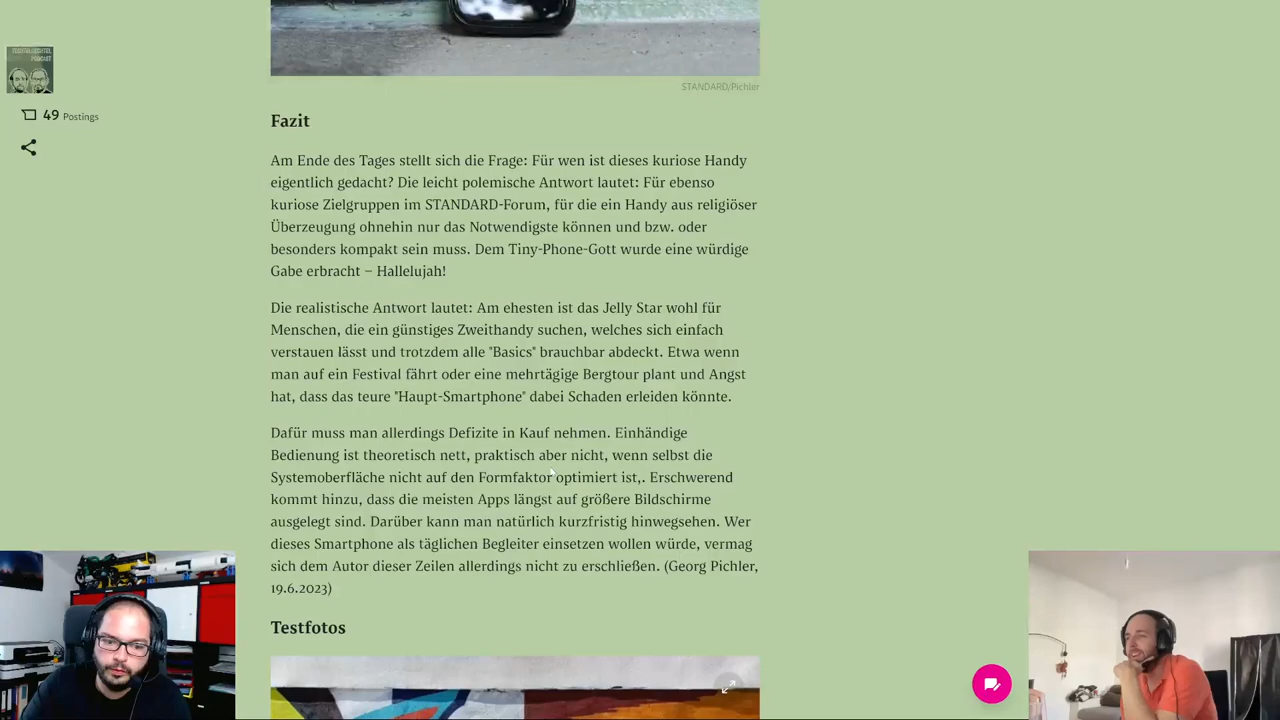 PODCAST
49 Postings
STANDARD/Pichler
Fazit
Am Ende des Tages stellt sich die Frage: Für wen ist dieses kuriose Handy
eigentlich gedacht? Die leicht polemische Antwort lautet: Für ebenso
kuriose Zielgruppen im STANDARD-Forum, für die ein Handy aus religiöser
Überzeugung ohnehin nur das Notwendigste können und bzw. oder
besonders kompakt sein muss. Dem Tiny-Phone-Gott wurde eine würdige
Gabe erbracht – Hallelujah!
Die realistische Antwort lautet: Am ehesten ist das Jelly Star wohl für
Menschen, die ein günstiges Zweithandy suchen, welches sich einfach
verstauen lässt und trotzdem alle "Basics" brauchbar abdeckt. Etwa wenn
man auf ein Festival fährt oder eine mehrtägige Bergtour plant und Angst
hat, dass das teure "Haupt-Smartphone" dabei Schaden erleiden könnte.
Dafür muss man allerdings Defizite in Kauf nehmen. Einhändige
Bedienung ist theoretisch nett, praktisch aber nicht, wenn selbst die
Systemoberfläche nicht auf den Formfaktor optimiert ist,. Erschwerend
kommt hinzu, dass die meisten Apps längst auf größere Bildschirme
ausgelegt sind. Darüber kann man natürlich kurzfristig hinwegsehen. Wer
dieses Smartphone als täglichen Begleiter einsetzen wollen würde, vermag
sich dem Autor dieser Zeilen allerdings nicht zu erschließen. (Georg Pichler,
19.6.2023)
Testfotos